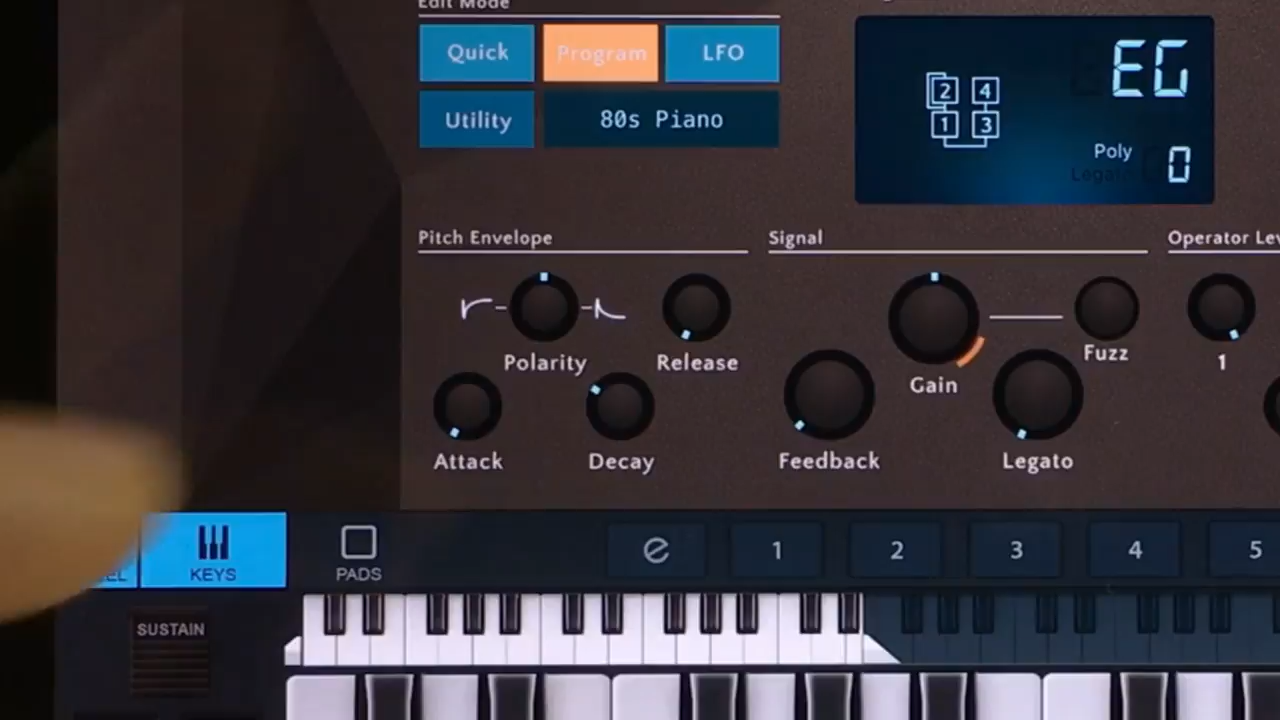 Edit Mode
Quick Program LFO
Utility 80s Piano
EG
2 4
1 3
Poly 0
Legato
Pitch Envelope Signal Operator Lev
Polarity Release Gain Fuzz 1
Attack Decay Feedback Legato
KEYS PADS e 1 2 3 4 5
SUSTAIN